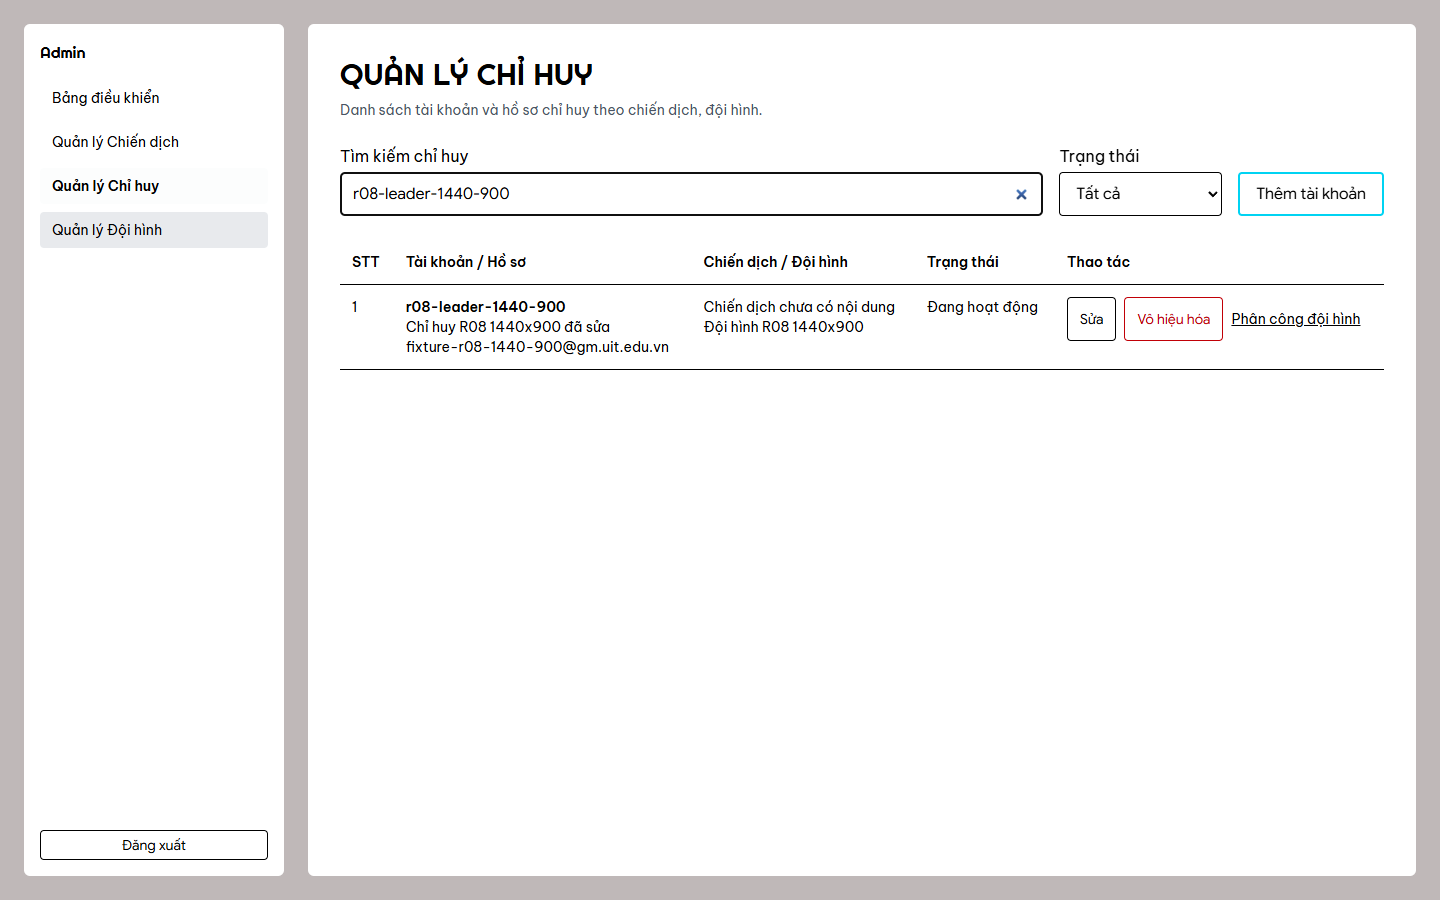 Admin
Bảng điều khiển
Quản lý Chiến dịch
Quản lý Chỉ huy
Quản lý Đội hình
Đăng xuất
QUẢN LÝ CHỈ HUY
Danh sách tài khoản và hồ sơ chỉ huy theo chiến dịch, đội hình.
Tìm kiếm chỉ huy
r08-leader-1440-900
Trạng thái
Tất cả
Thêm tài khoản
STT Tài khoản / Hồ sơ Chiến dịch / Đội hình Trạng thái Thao tác
1 r08-leader-1440-900 Chiến dịch chưa có nội dung Đang hoạt động Sửa Vô hiệu hóa Phân công đội hình
Chỉ huy R08 1440x900 đã sửa Đội hình R08 1440x900
fixture-r08-1440-900@gm.uit.edu.vn